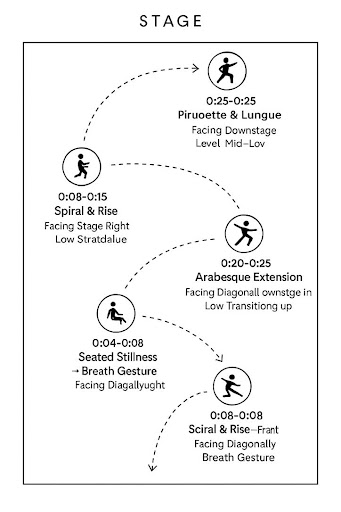 STAGE
0:25-0:25
Piruoette & Lungue
Facing Downstage
Level Mid-Lov
0:08-0:15
Spiral & Rise
Facing Stage Right
Low Stratdalue
0:20-0:25
Arabesque Extension
Facing Diagonall ownstge in
Low Transitiong up
0:04-0:08
Seated Stillness
→ Breath Gesture
Facing Diagallyught
0:08-0:08
Sciral & Rise-Frant
Facing Diagonally
Breath Gesture